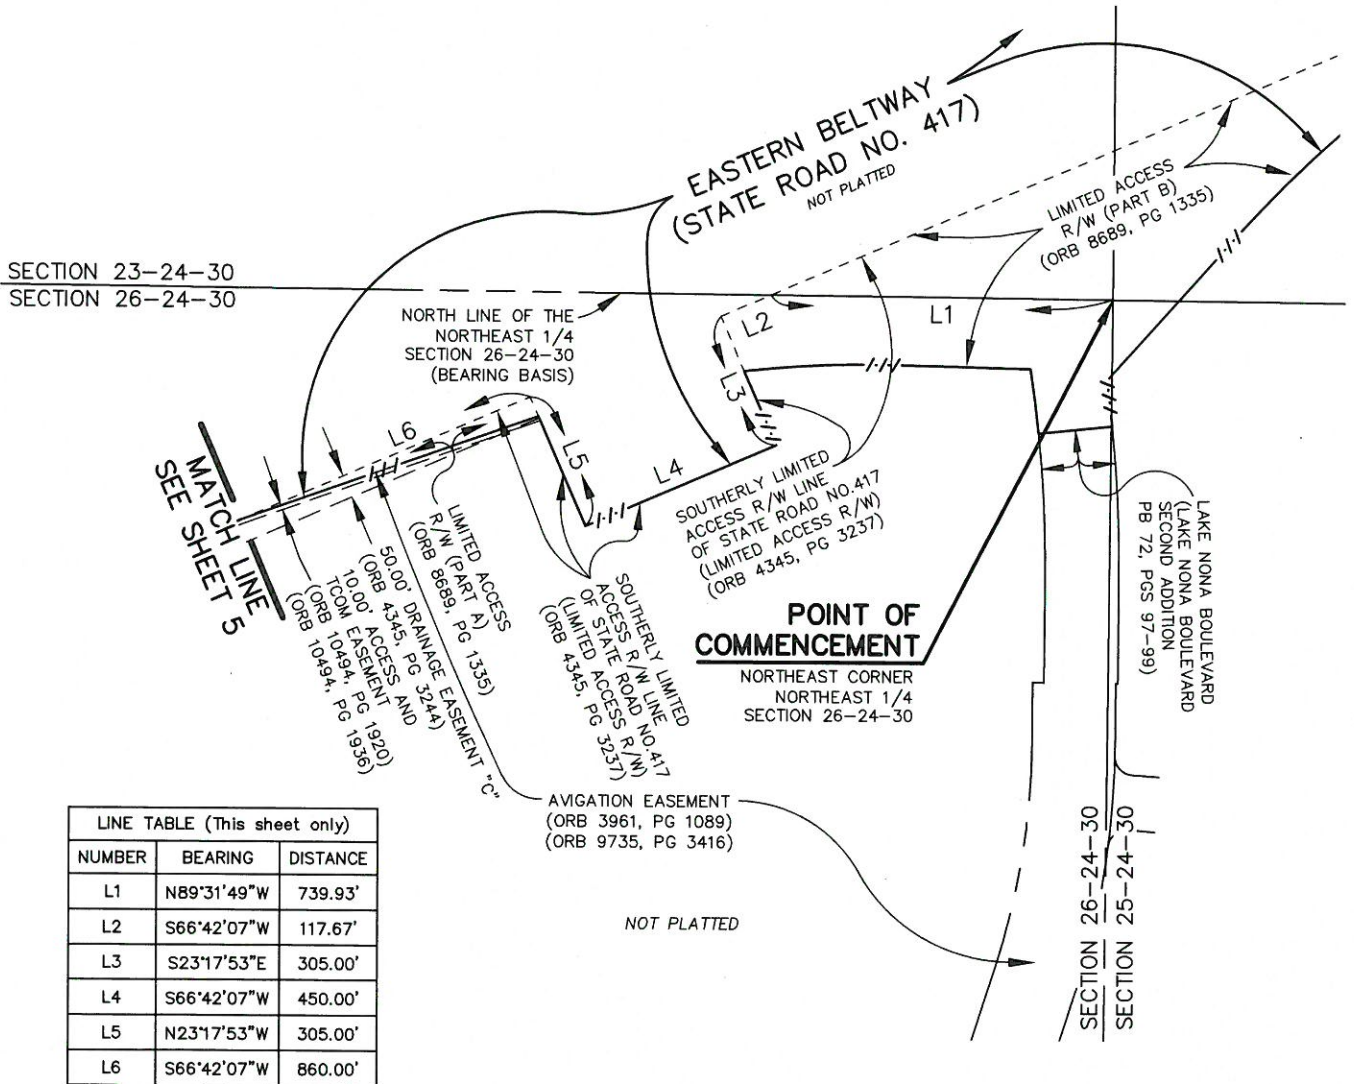 EASTERN BELTWAY
(STATE ROAD NO. 417)
NOT PLATTED
LIMITED ACCESS
R/W (PART B)
(ORB 8689, PG 1335)
SECTION 23-24-30
SECTION 26-24-30
NORTH LINE OF THE
NORTHEAST 1/4
SECTION 26-24-30
(BEARING BASIS)
L1
L2
L3
L4
L5
L6
MATCH LINE
SEE SHEET 5
SOUTHERLY LIMITED
ACCESS R/W LINE
OF STATE ROAD NO.417
(LIMITED ACCESS R/W)
(ORB 4345, PG 3237)
LIMITED ACCESS
R/W (PART A)
(ORB 8689, PG 1335)
50.00' DRAINAGE EASEMENT "C"
(ORB 4345, PG 3244)
10.00' ACCESS AND
TCOM EASEMENT
(ORB 10494, PG 1920)
(ORB 10494, PG 1936)
SOUTHERLY LIMITED
ACCESS R/W LINE
OF STATE ROAD NO.417
(LIMITED ACCESS R/W)
(ORB 4345, PG 3237)
POINT OF
COMMENCEMENT
NORTHEAST CORNER
NORTHEAST 1/4
SECTION 26-24-30
LAKE NONA BOULEVARD
(LAKE NONA BOULEVARD
SECOND ADDITION
PB 72, PGS 97-99)
AVIGATION EASEMENT
(ORB 3961, PG 1089)
(ORB 9735, PG 3416)
NOT PLATTED
SECTION 26-24-30
SECTION 25-24-30
LINE TABLE (This sheet only)
NUMBER BEARING DISTANCE
L1 N89°31'49"W 739.93'
L2 S66°42'07"W 117.67'
L3 S23°17'53"E 305.00'
L4 S66°42'07"W 450.00'
L5 N23°17'53"W 305.00'
L6 S66°42'07"W 860.00'